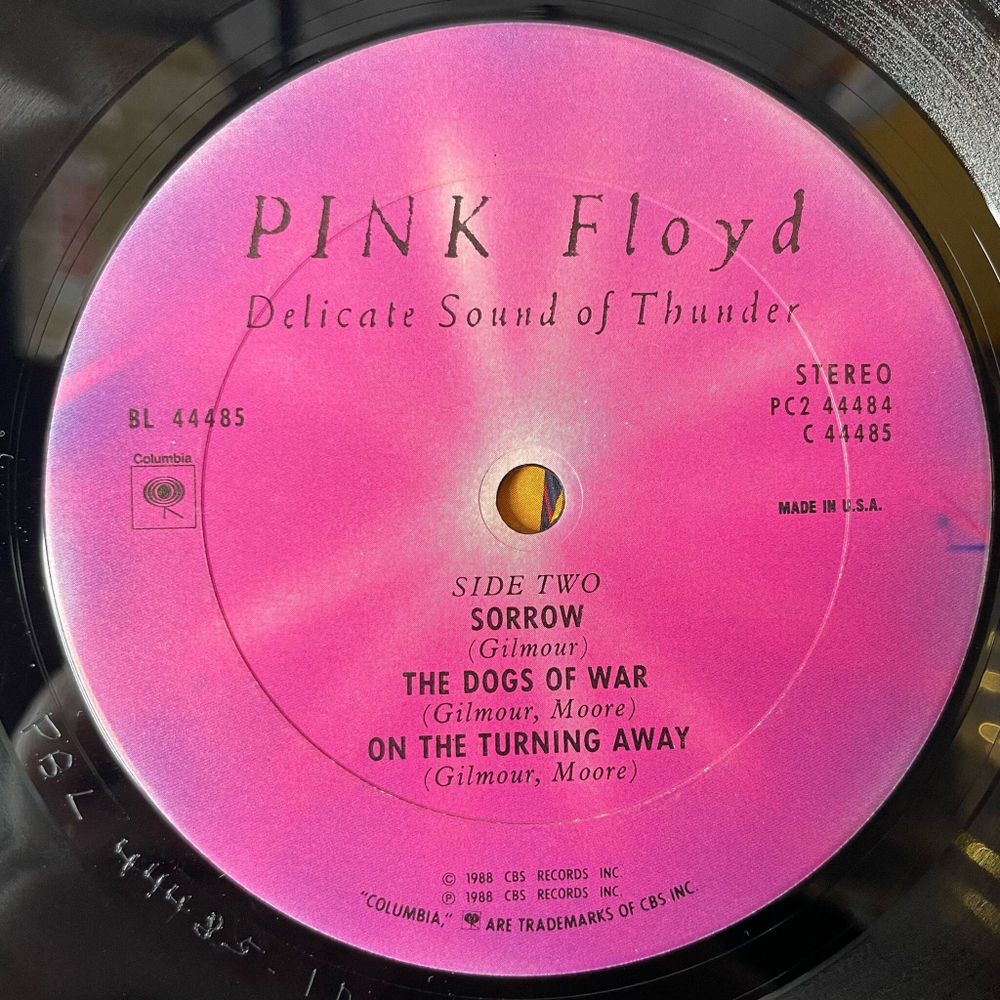 PINK Floyd
Delicate Sound of Thunder
STEREO
PC2 44484
C 44485
BL 44485
Columbia
MADE IN U.S.A.
SIDE TWO
SORROW
(Gilmour)
THE DOGS OF WAR
(Gilmour, Moore)
ON THE TURNING AWAY
(Gilmour, Moore)
© 1988 CBS RECORDS INC.
℗ 1988 CBS RECORDS INC.
"COLUMBIA," ARE TRADEMARKS OF CBS INC.
PBL 44485-1D